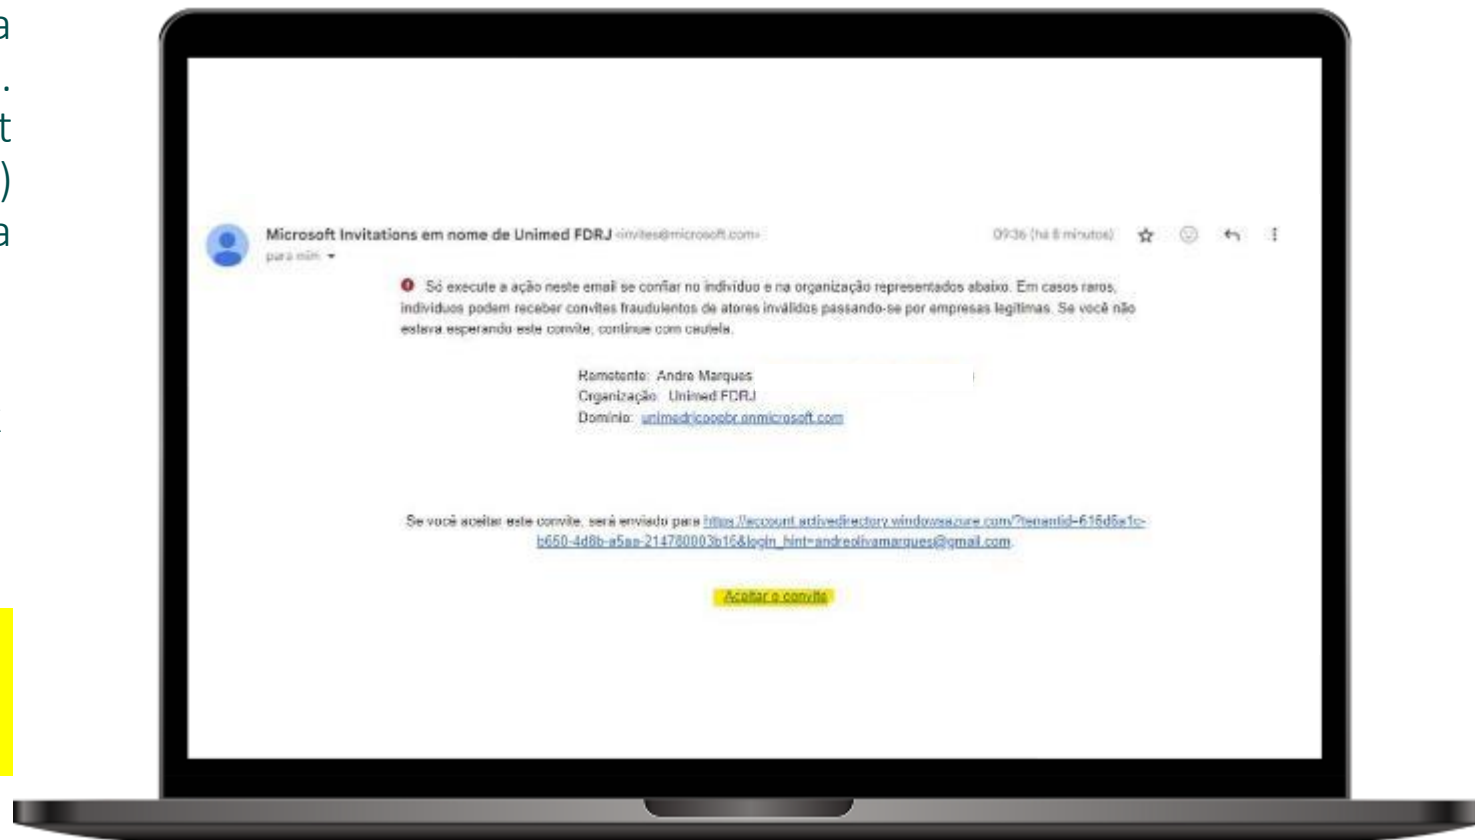 a
.
t
)
a
Microsoft Invitations em nome de Unimed FDRJ <invites@microsoft.com>
09:36 (há 8 minutos)
para mim
Só execute a ação neste email se confiar no indivíduo e na organização representados abaixo. Em casos raros,
indivíduos podem receber convites fraudulentos de atores inválidos passando-se por empresas legítimas. Se você não
estava esperando este convite, continue com cautela.
Remetente: Andre Marques
Organização: Unimed FDRJ
Domínio: unimedrjcoopbr.onmicrosoft.com
Se você aceitar este convite, será enviado para https://account.activedirectory.windowsazure.com/?tenantid=
&login_hint=andreolivamarques@gmail.com.
Aceitar o convite